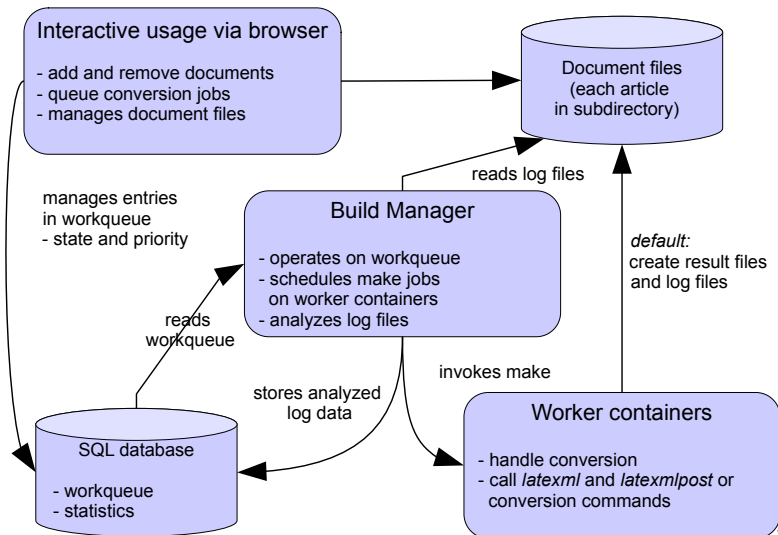 Interactive usage via browser
- add and remove documents
- queue conversion jobs
- manages document files
Document files
(each article
in subdirectory)
reads log files
manages entries
in workqueue
- state and priority
Build Manager
- operates on workqueue
- schedules make jobs
on worker containers
- analyzes log files
default:
create result files
and log files
reads
workqueue
stores analyzed
log data
invokes make
SQL database
- workqueue
- statistics
Worker containers
- handle conversion
- call latexml and latexmlpost or
conversion commands